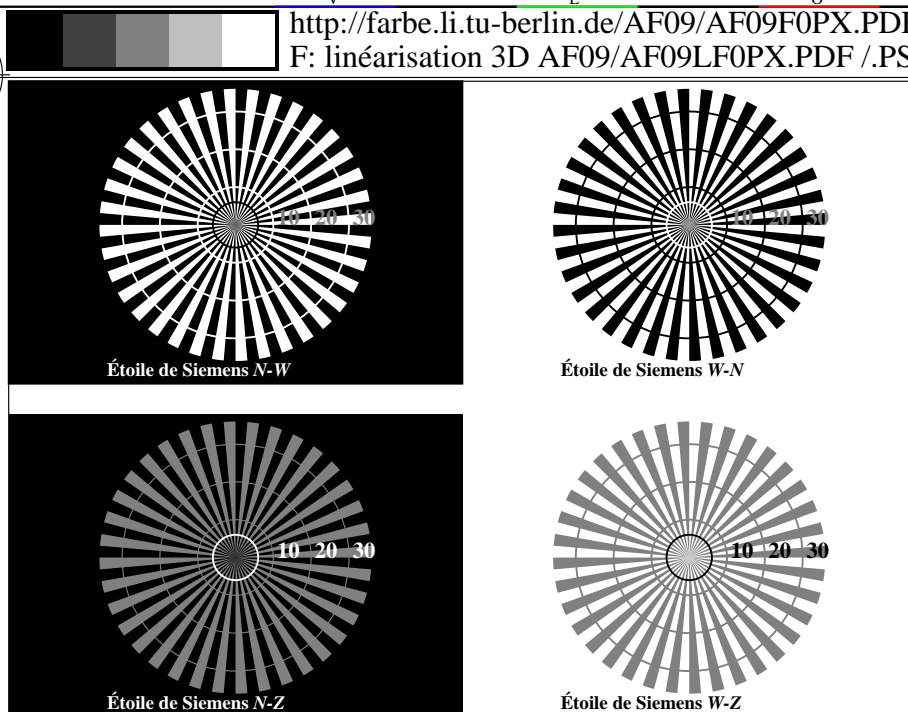 http://farbe.li.tu-berlin.de/AF09/AF09F0PX.PDF
F: linéarisation 3D AF09/AF09LF0PX.PDF /.PS
10 20 30
Étoile de Siemens N-W
10 20 30
Étoile de Siemens W-N
10 20 30
Étoile de Siemens N-Z
10 20 30
Étoile de Siemens W-Z